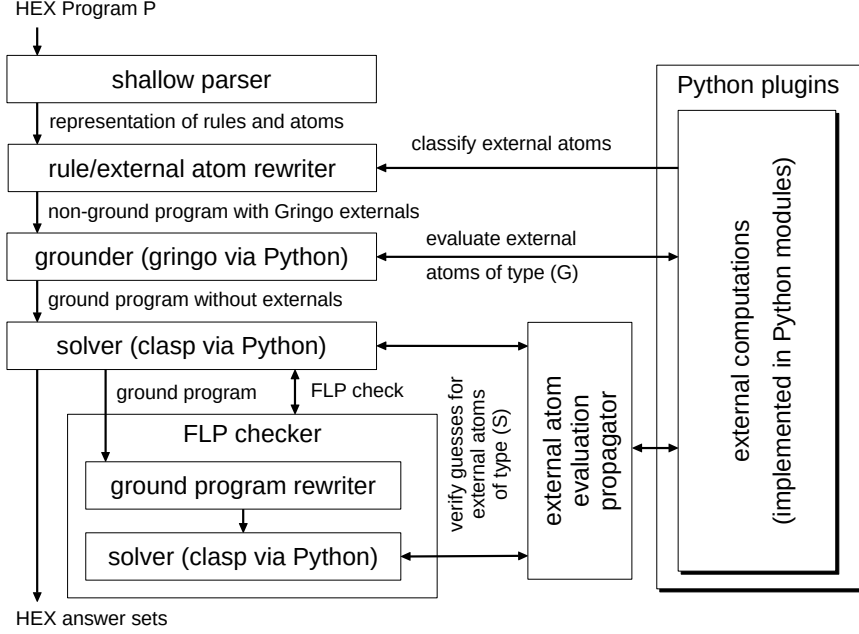 HEX Program P
shallow parser
Python plugins
representation of rules and atoms
classify external atoms
rule/external atom rewriter
non-ground program with Gringo externals
evaluate external
grounder (gringo via Python)
atoms of type (G)
ground program without externals
solver (clasp via Python)
ground program
FLP check
FLP checker
ground program rewriter
solver (clasp via Python)
verify guesses for
external atoms
of type (S)
external atom
evaluation
propagator
external computations
(implemented in Python modules)
HEX answer sets